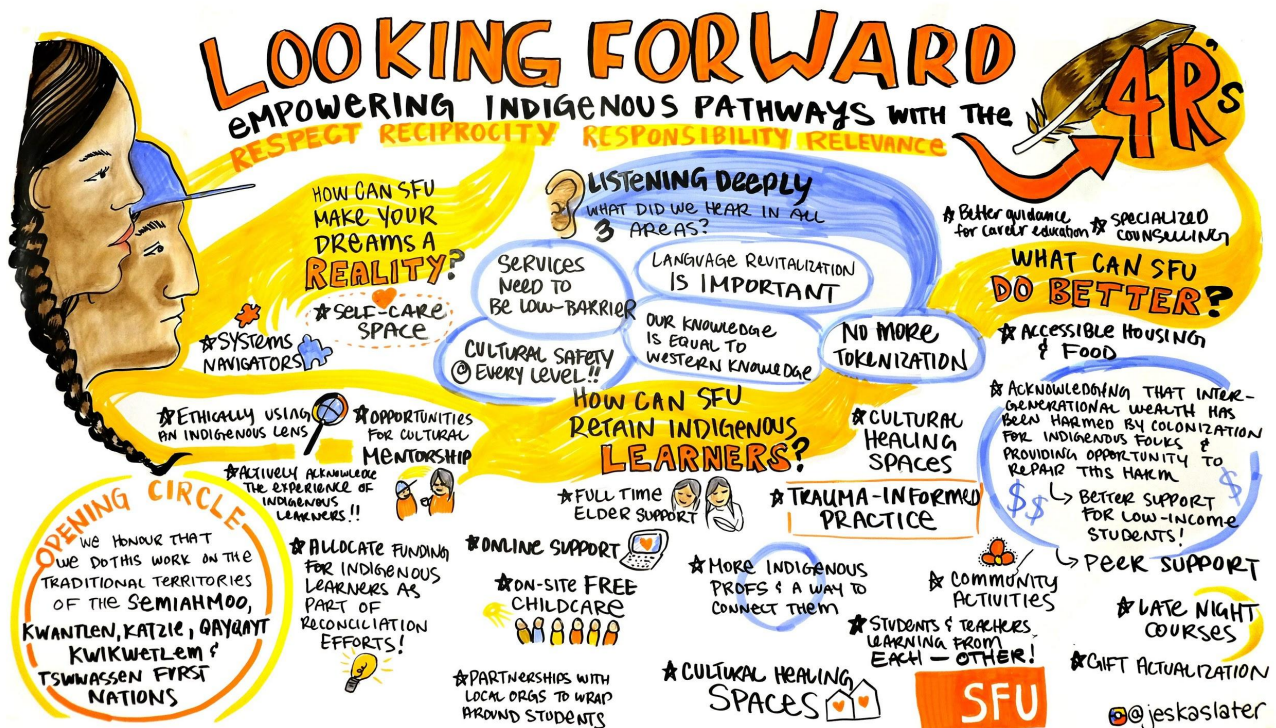 LOOKING FORWARD
EMPOWERING INDIGENOUS PATHWAYS WITH THE
4R"s
RESPECT RECIPROCITY RESPONSIBILITY RELEVANCE
HOW CAN SFU
MAKE YOUR
DREAMS A
REALITY?
☆ SELF-CARE
SPACE
☆ SYSTEMS
NAVIGATORS
LISTENING DEEPLY
WHAT DID WE HEAR IN ALL
3 AREAS?
SERVICES
NEED TO
BE LOW-BARRIER
LANGUAGE REVITALIZATION
IS IMPORTANT
CULTURAL SAFETY
@ EVERY LEVEL!!
OUR KNOWLEDGE
IS EQUAL TO
WESTERN KNOWLEDGE
NO MORE
TOKENIZATION
☆ Better guidance
for career education
☆ SPECIALIZED
COUNSELLING
WHAT CAN SFU
DO BETTER?
☆ ACCESSIBLE HOUSING
& FOOD
☆ ACKNOWLEDGING THAT INTER-
GENERATIONAL WEALTH HAS
BEEN HARMED BY COLONIZATION
FOR INDIGENOUS FOLKS &
PROVIDING OPPORTUNITY TO
REPAIR THIS HARM
$$
$
↳ BETTER SUPPORT
FOR LOW-INCOME
STUDENTS!
↳ PEER SUPPORT
☆ ETHICALLY USING
AN INDIGENOUS LENS
☆ OPPORTUNITIES
FOR CULTURAL
MENTORSHIP
☆ ACTIVELY ACKNOWLEDGE
THE EXPERIENCE OF
INDIGENOUS
LEARNERS!!
HOW CAN SFU
RETAIN INDIGENOUS
LEARNERS?
☆ CULTURAL
HEALING
SPACES
☆ FULL TIME
ELDER SUPPORT
☆ TRAUMA-INFORMED
PRACTICE
OPENING CIRCLE
WE HONOUR THAT
WE DO THIS WORK ON THE
TRADITIONAL TERRITORIES
OF THE SEMIAHMOO,
KWANTLEN, KATZIE, QAYQAYT
KWIKWETLEM &
TSWWASSEN FIRST
NATIONS
☆ ALLOCATE FUNDING
FOR INDIGENOUS
LEARNERS AS
PART OF
RECONCILIATION
EFFORTS!
☆ ONLINE SUPPORT
☆ ON-SITE FREE
CHILDCARE
☆ PARTNERSHIPS WITH
LOCAL ORGS TO WRAP
AROUND STUDENTS
☆ MORE INDIGENOUS
PROFS & A WAY TO
CONNECT THEM
☆ CULTURAL HEALING
SPACES
☆ COMMUNITY
ACTIVITIES
☆ STUDENTS & TEACHERS
LEARNING FROM
EACH — OTHER!
SFU
☆ LATE NIGHT
COURSES
☆ GIFT ACTUALIZATION
@jeskaslater